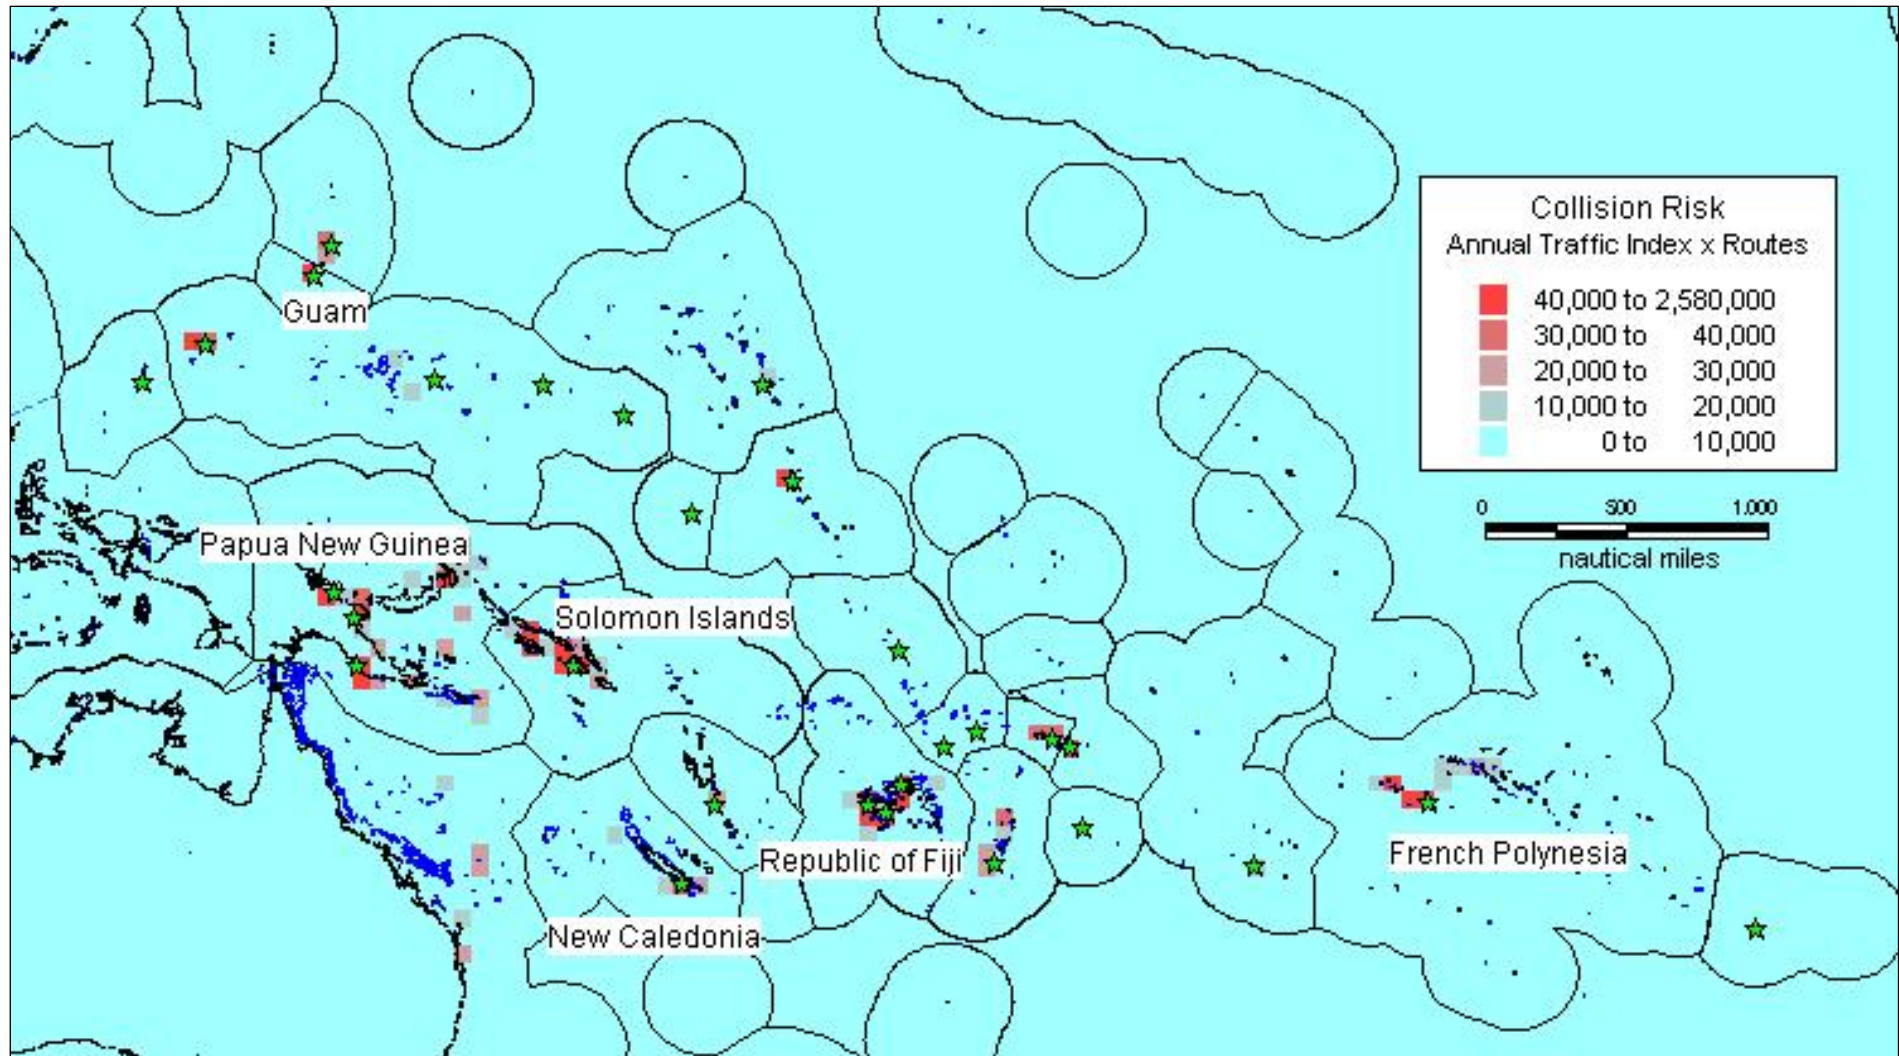 Collision Risk
Annual Traffic Index x Routes
40,000 to 2,580,000
30,000 to 40,000
20,000 to 30,000
10,000 to 20,000
0 to 10,000
Guam
0 500 1.000
nautical miles
Papua New Guinea
Solomon Islands
Republic of Fiji
French Polynesia
New Caledonia